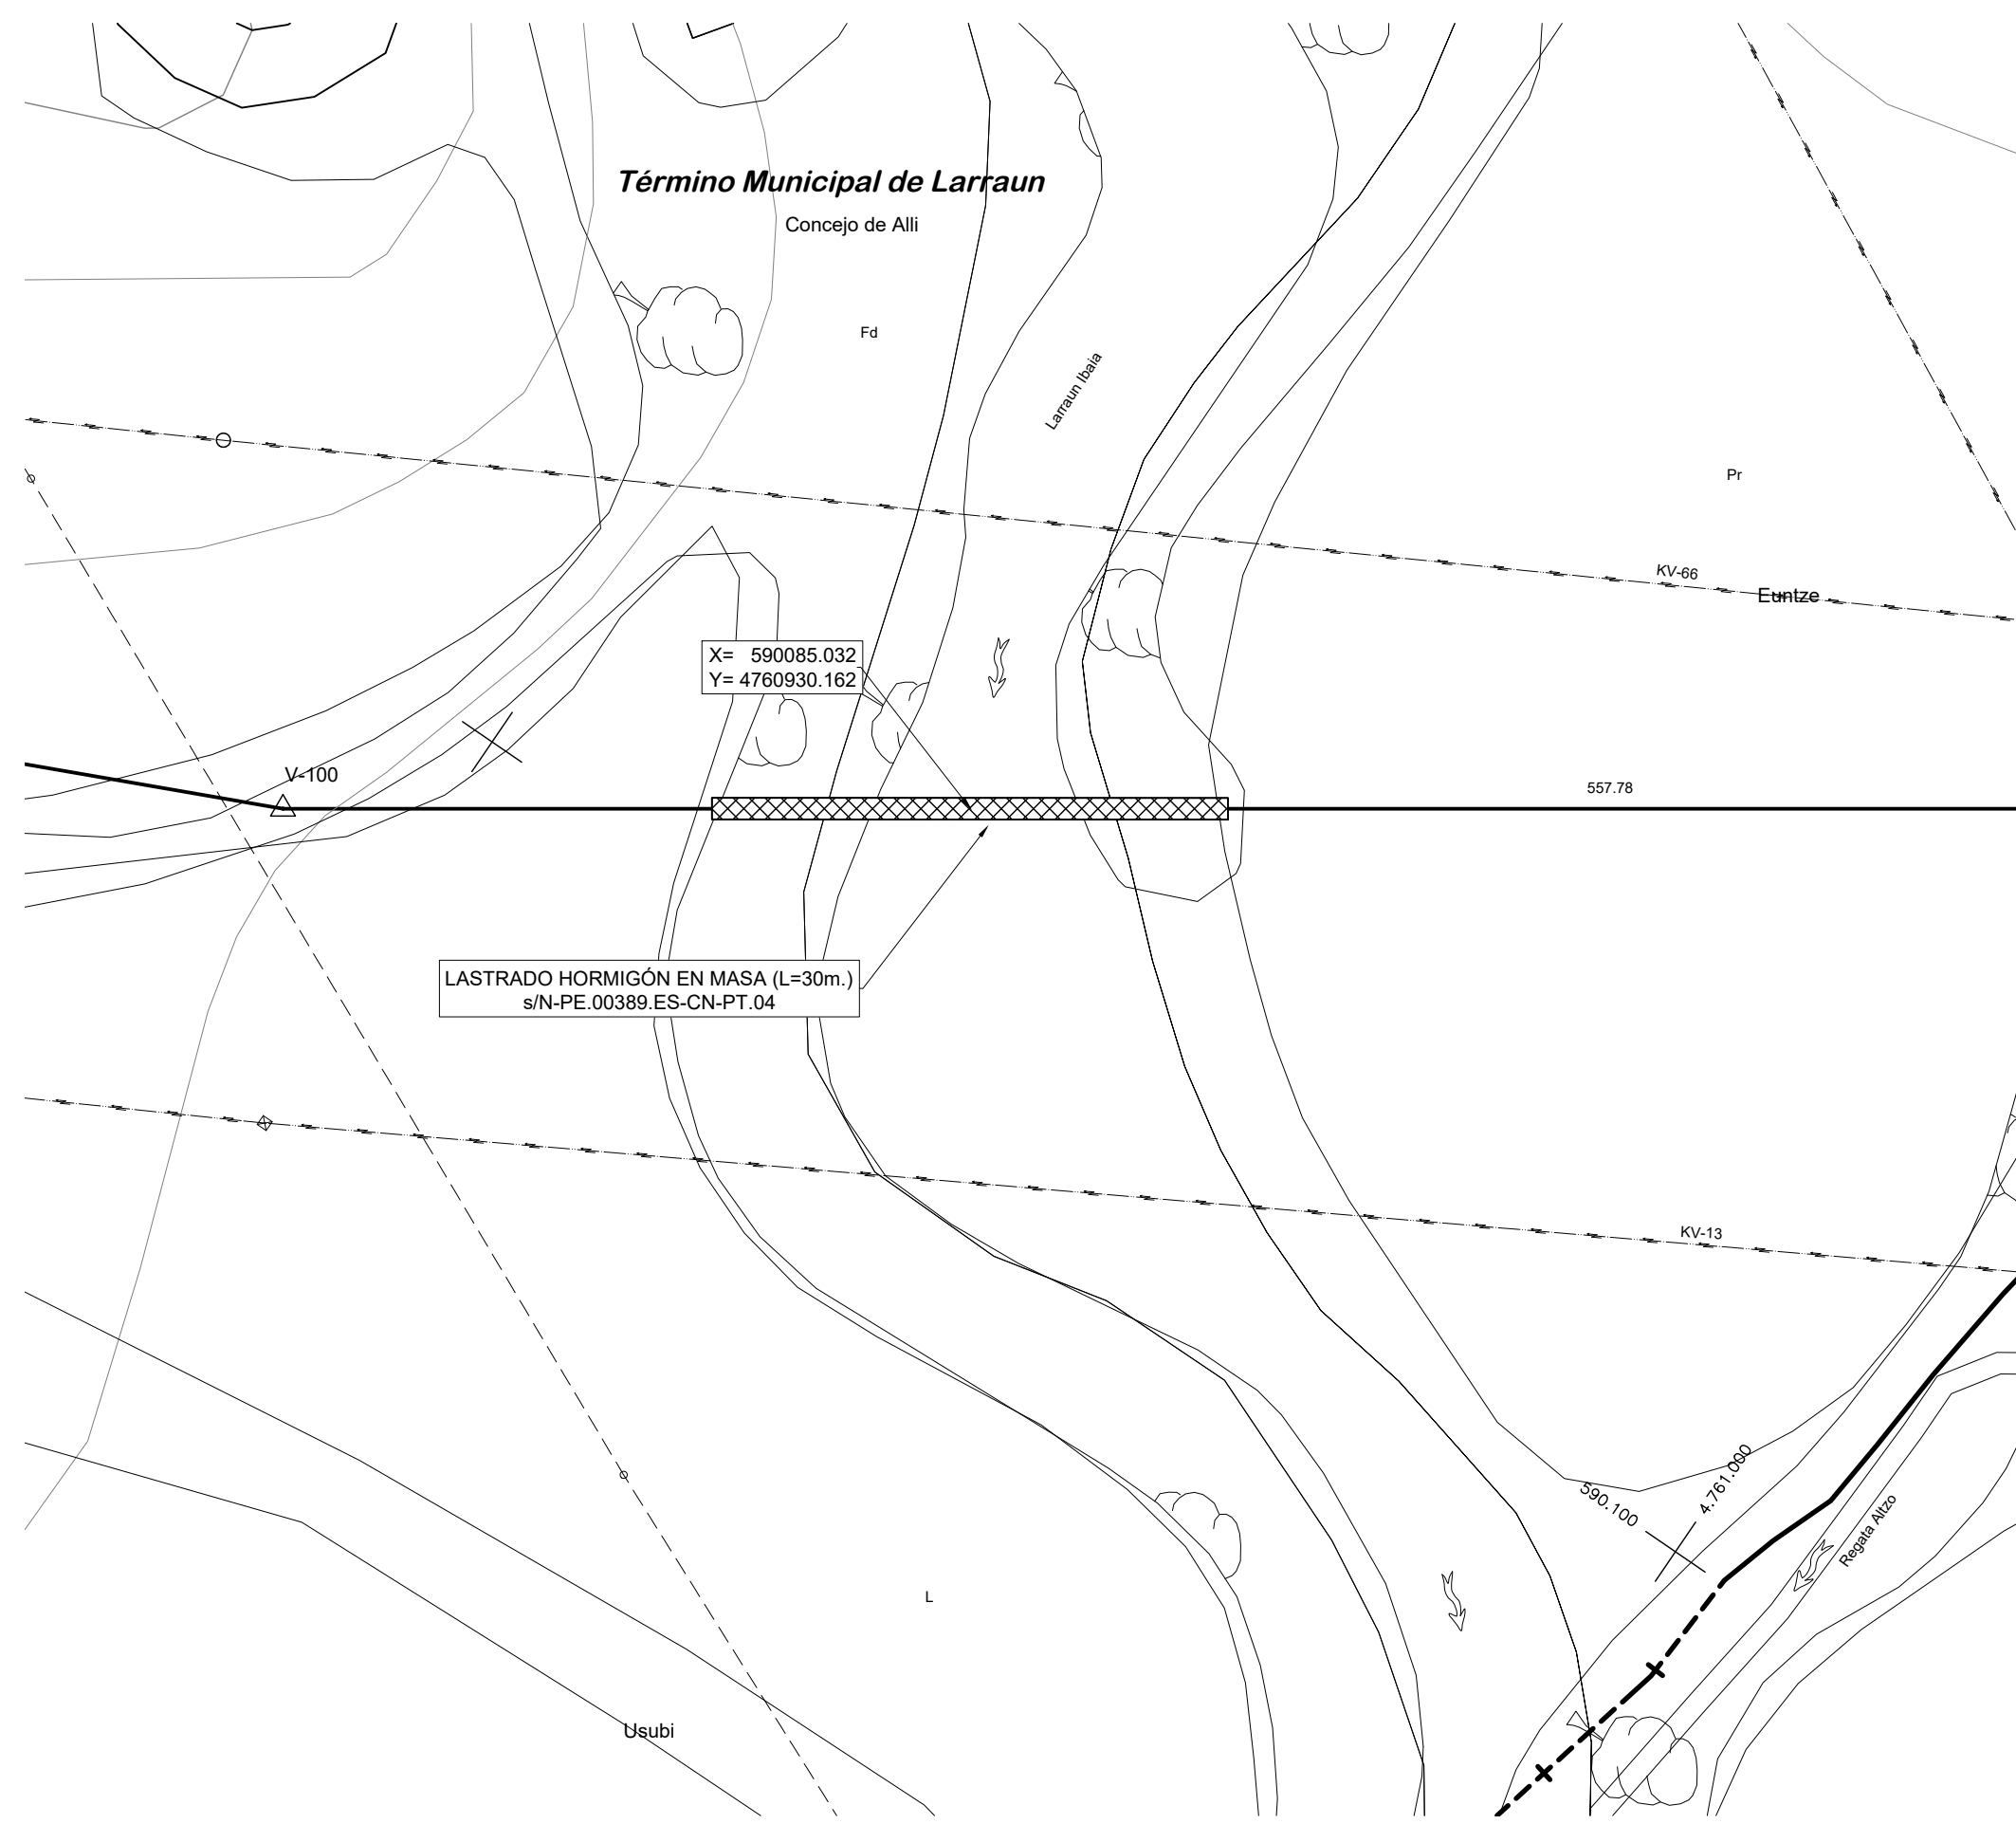 Término Municipal de Larraun
Concejo de Alli
Fd
Larraun Ibaia
Pr
KV-66
Euntze
X= 590085.032
Y= 4760930.162
V-100
557.78
LASTRADO HORMIGÓN EN MASA (L=30m.)
s/N-PE.00389.ES-CN-PT.04
KV-13
590.100
4.761.000
Regata Altzo
L
Usubi